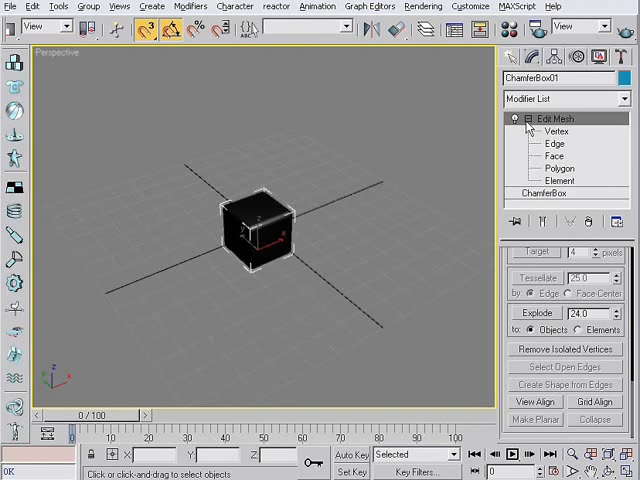 File Edit Tools Group Views Create Modifiers Character reactor Animation Graph Editors Rendering Customize MAXScript Help
View 3 % ABC View
Perspective
ChamferBox01
Modifier List
Edit Mesh
Vertex
Edge
Face
Polygon
Element
ChamferBox
Target 4 pixels
Tessellate 25.0
by: Edge Face-Center
Explode 24.0
to: Objects Elements
Remove Isolated Vertices
Select Open Edges
Create Shape from Edges
View Align Grid Align
Make Planar Collapse
z
y x
z
y x
< 0 / 100 >
0 10 20 30 40 50 60 70 80 90 100
X: Y: Z: Auto Key Selected
OK Click or click-and-drag to select objects Set Key Key Filters... 0